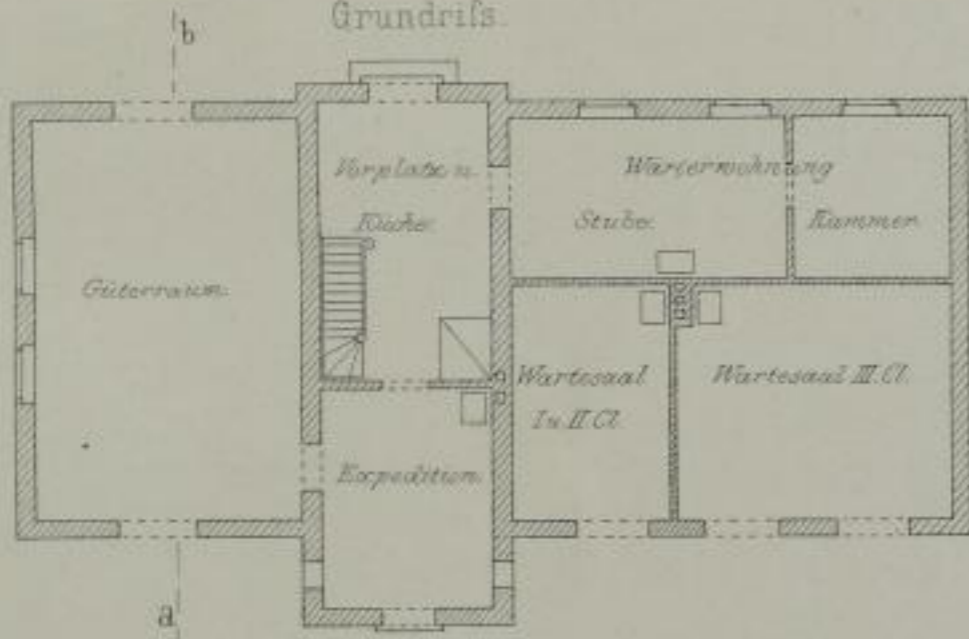 Grundriſs.
b
Vorplatz u.
Küche.
Wärterwohnung
Stube.
Kammer
Güterraum.
Wartesaal
I u. II. Cl.
Wartesaal III. Cl.
Expedition.
a